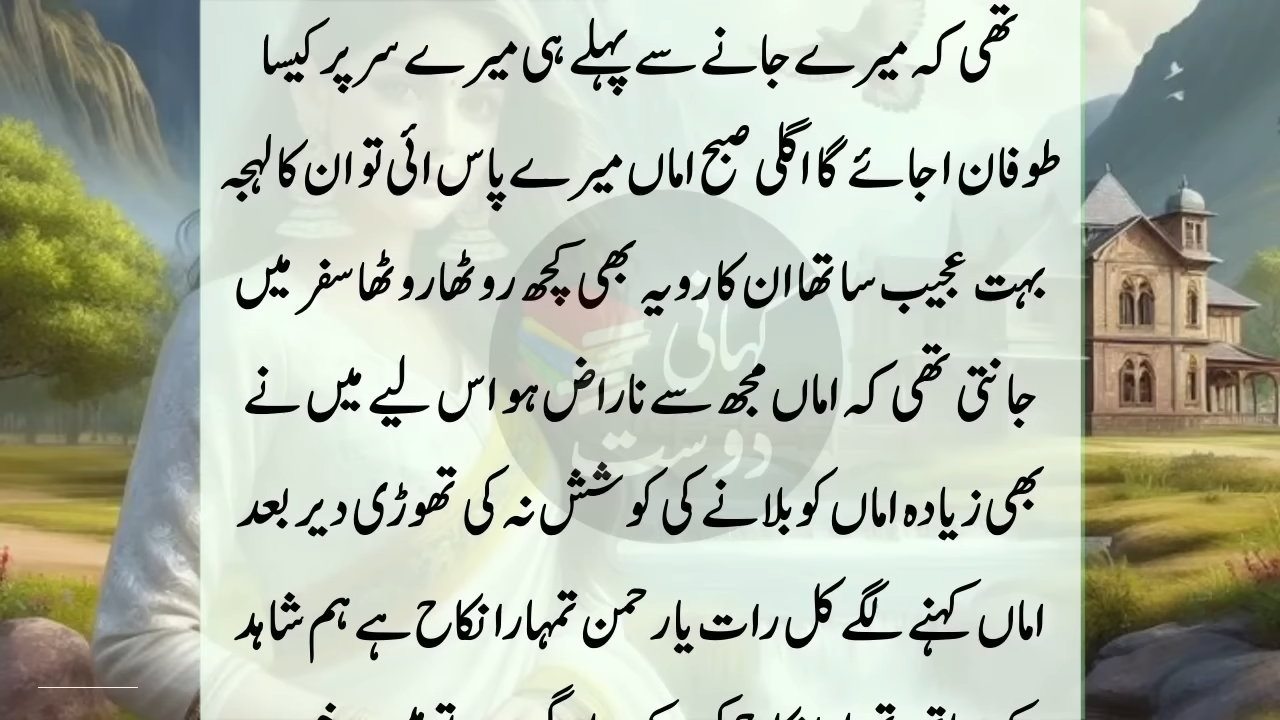 تھی کہ میرے جانے سے پہلے ہی میرے سر پر کیسا
طوفان اجائے گا اگلی صبح اماں میرے پاس ائی تو ان کا لہجہ
بہت عجیب سا تھا ان کا رویہ بھی کچھ روٹھا روٹھا سفر میں
جانتی تھی کہ اماں مجھ سے ناراض ہو اس لیے میں نے
بھی زیادہ اماں کو بلانے کی کوشش نہ کی تھوڑی دیر بعد
اماں کہنے لگے کل رات یار حمن تمہارا نکاح ہے ہم شاہد
کہانی
دوست